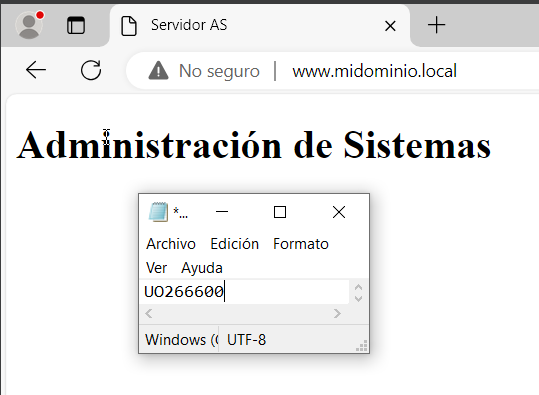 Servidor AS
No seguro | www.midominio.local
Administración de Sistemas
*...
Archivo Edición Formato
Ver Ayuda
UO266600
Windows (C UTF-8